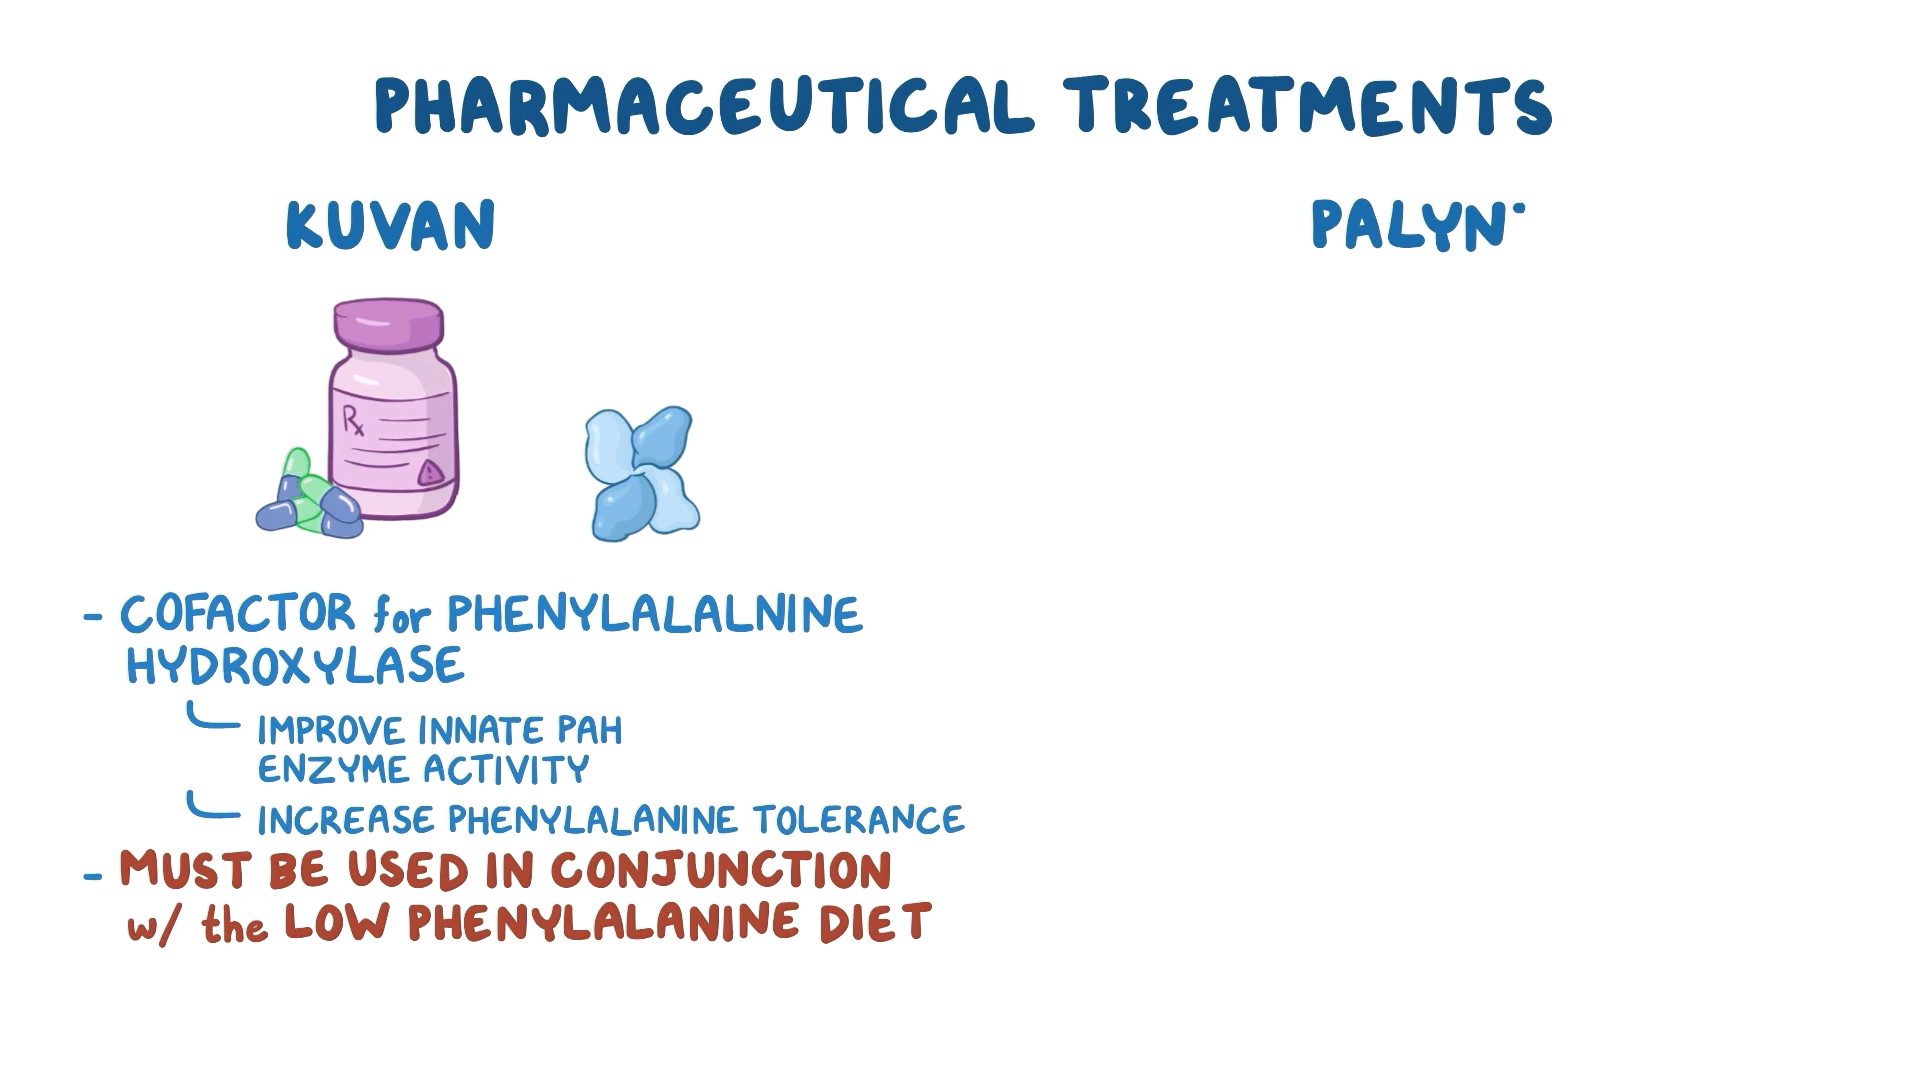 PHARMACEUTICAL TREATMENTS
KUVAN
PALYN
Rx
- COFACTOR for PHENYLALALNINE
HYDROXYLASE
IMPROVE INNATE PAH
ENZYME ACTIVITY
INCREASE PHENYLALANINE TOLERANCE
- MUST BE USED IN CONJUNCTION
w/ the LOW PHENYLALANINE DIET